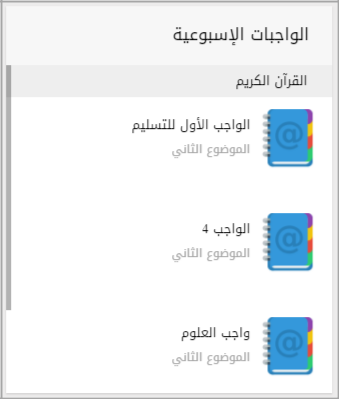 الواجبات الإسبوعية
القرآن الكريم
الواجب الأول للتسليم
الموضوع الثاني
الواجب 4
الموضوع الثاني
واجب العلوم
الموضوع الثاني